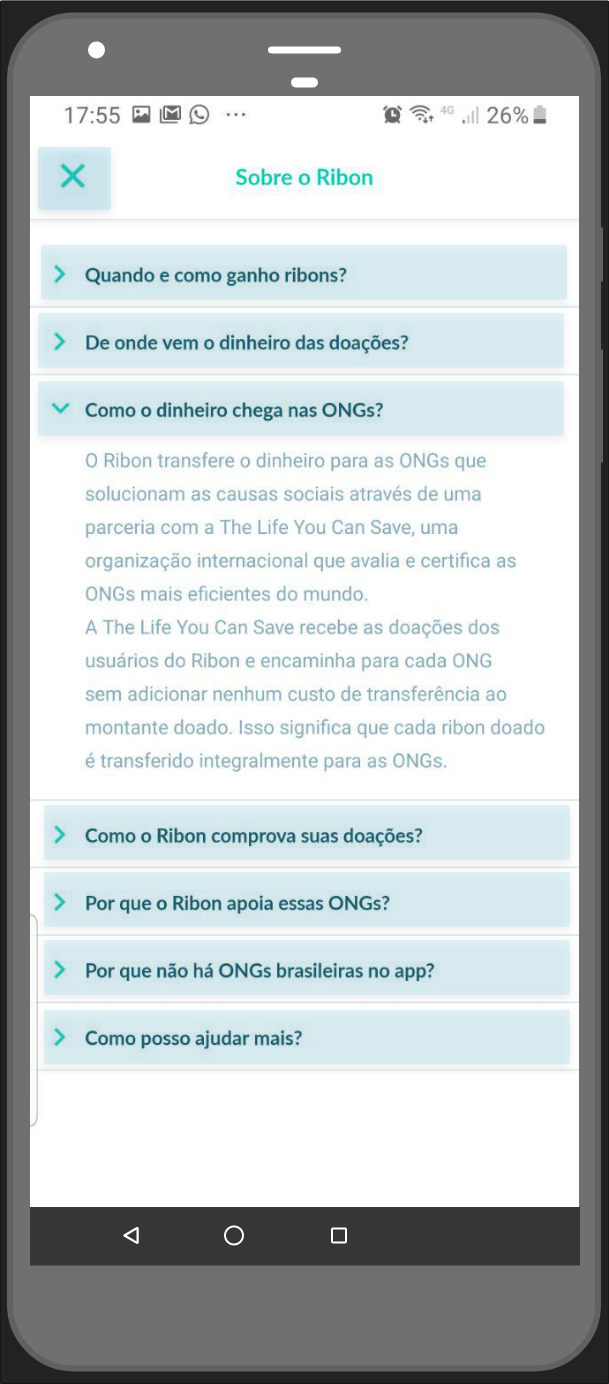 17:55 ... 4G 26%
Sobre o Ribon
Quando e como ganho ribons?
De onde vem o dinheiro das doações?
Como o dinheiro chega nas ONGs?
O Ribon transfere o dinheiro para as ONGs que
solucionam as causas sociais através de uma
parceria com a The Life You Can Save, uma
organização internacional que avalia e certifica as
ONGs mais eficientes do mundo.
A The Life You Can Save recebe as doações dos
usuários do Ribon e encaminha para cada ONG
sem adicionar nenhum custo de transferência ao
montante doado. Isso significa que cada ribon doado
é transferido integralmente para as ONGs.
Como o Ribon comprova suas doações?
Por que o Ribon apoia essas ONGs?
Por que não há ONGs brasileiras no app?
Como posso ajudar mais?